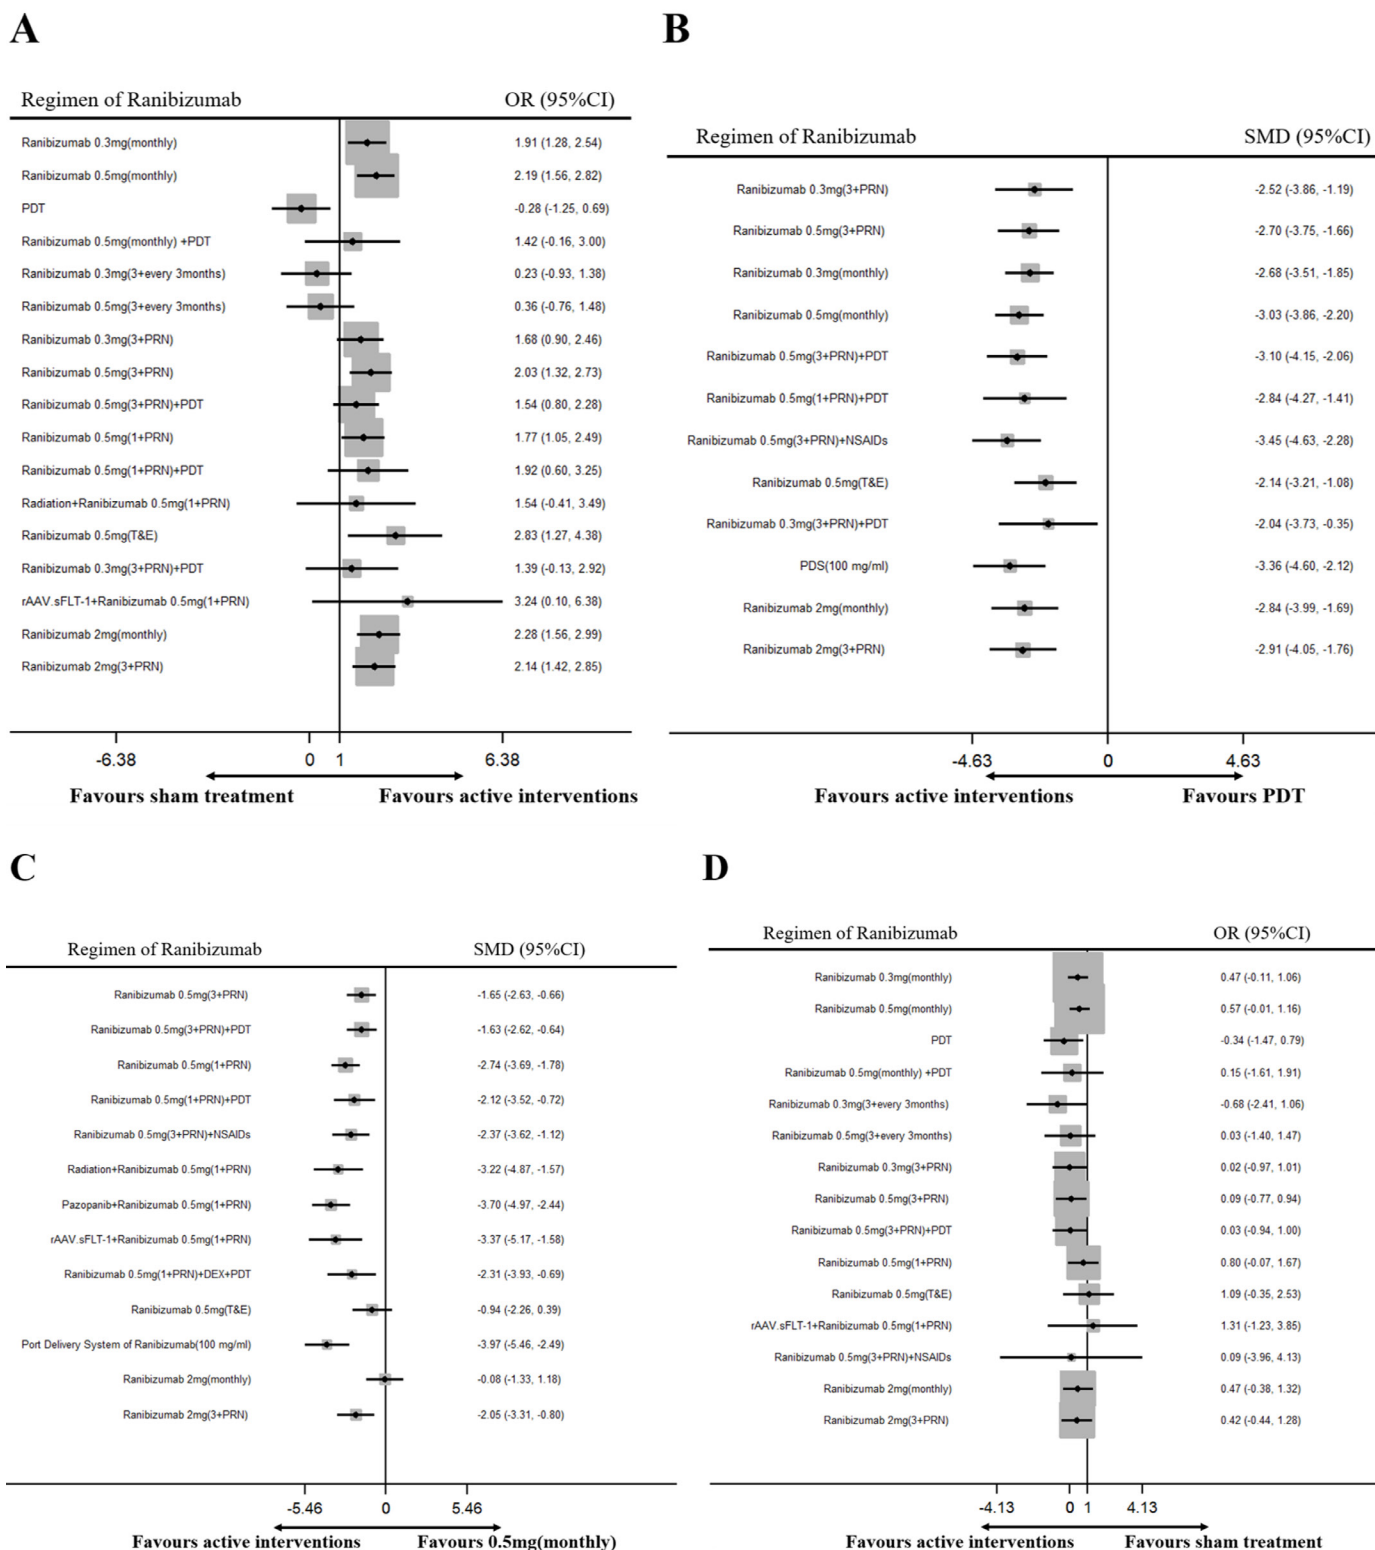 A
Regimen of Ranibizumab OR (95%CI)
Ranibizumab 0.3mg(monthly) 1.91 (1.28, 2.54)
Ranibizumab 0.5mg(monthly) 2.19 (1.56, 2.82)
PDT -0.28 (-1.25, 0.69)
Ranibizumab 0.5mg(monthly) +PDT 1.42 (-0.16, 3.00)
Ranibizumab 0.3mg(3+every 3months) 0.23 (-0.93, 1.38)
Ranibizumab 0.5mg(3+every 3months) 0.36 (-0.76, 1.48)
Ranibizumab 0.3mg(3+PRN) 1.68 (0.90, 2.46)
Ranibizumab 0.5mg(3+PRN) 2.03 (1.32, 2.73)
Ranibizumab 0.5mg(3+PRN)+PDT 1.54 (0.80, 2.28)
Ranibizumab 0.5mg(1+PRN) 1.77 (1.05, 2.49)
Ranibizumab 0.5mg(1+PRN)+PDT 1.92 (0.60, 3.25)
Radiation+Ranibizumab 0.5mg(1+PRN) 1.54 (-0.41, 3.49)
Ranibizumab 0.5mg(T&E) 2.83 (1.27, 4.38)
Ranibizumab 0.3mg(3+PRN)+PDT 1.39 (-0.13, 2.92)
rAAV.sFLT-1+Ranibizumab 0.5mg(1+PRN) 3.24 (0.10, 6.38)
Ranibizumab 2mg(monthly) 2.28 (1.56, 2.99)
Ranibizumab 2mg(3+PRN) 2.14 (1.42, 2.85)
-6.38 0 1 6.38
Favours sham treatment Favours active interventions
B
Regimen of Ranibizumab SMD (95%CI)
Ranibizumab 0.3mg(3+PRN) -2.52 (-3.86, -1.19)
Ranibizumab 0.5mg(3+PRN) -2.70 (-3.75, -1.66)
Ranibizumab 0.3mg(monthly) -2.68 (-3.51, -1.85)
Ranibizumab 0.5mg(monthly) -3.03 (-3.86, -2.20)
Ranibizumab 0.5mg(3+PRN)+PDT -3.10 (-4.15, -2.06)
Ranibizumab 0.5mg(1+PRN)+PDT -2.84 (-4.27, -1.41)
Ranibizumab 0.5mg(3+PRN)+NSAIDs -3.45 (-4.63, -2.28)
Ranibizumab 0.5mg(T&E) -2.14 (-3.21, -1.08)
Ranibizumab 0.3mg(3+PRN)+PDT -2.04 (-3.73, -0.35)
PDS(100 mg/ml) -3.36 (-4.60, -2.12)
Ranibizumab 2mg(monthly) -2.84 (-3.99, -1.69)
Ranibizumab 2mg(3+PRN) -2.91 (-4.05, -1.76)
-4.63 0 4.63
Favours active interventions Favours PDT
C
Regimen of Ranibizumab SMD (95%CI)
Ranibizumab 0.5mg(3+PRN) -1.65 (-2.63, -0.66)
Ranibizumab 0.5mg(3+PRN)+PDT -1.63 (-2.62, -0.64)
Ranibizumab 0.5mg(1+PRN) -2.74 (-3.69, -1.78)
Ranibizumab 0.5mg(1+PRN)+PDT -2.12 (-3.52, -0.72)
Ranibizumab 0.5mg(3+PRN)+NSAIDs -2.37 (-3.62, -1.12)
Radiation+Ranibizumab 0.5mg(1+PRN) -3.22 (-4.87, -1.57)
Pazopanib+Ranibizumab 0.5mg(1+PRN) -3.70 (-4.97, -2.44)
rAAV.sFLT-1+Ranibizumab 0.5mg(1+PRN) -3.37 (-5.17, -1.58)
Ranibizumab 0.5mg(1+PRN)+DEX+PDT -2.31 (-3.93, -0.69)
Ranibizumab 0.5mg(T&E) -0.94 (-2.26, 0.39)
Port Delivery System of Ranibizumab(100 mg/ml) -3.97 (-5.46, -2.49)
Ranibizumab 2mg(monthly) -0.08 (-1.33, 1.18)
Ranibizumab 2mg(3+PRN) -2.05 (-3.31, -0.80)
-5.46 0 5.46
Favours active interventions Favours 0.5mg(monthly)
D
Regimen of Ranibizumab OR (95%CI)
Ranibizumab 0.3mg(monthly) 0.47 (-0.11, 1.06)
Ranibizumab 0.5mg(monthly) 0.57 (-0.01, 1.16)
PDT -0.34 (-1.47, 0.79)
Ranibizumab 0.5mg(monthly) +PDT 0.15 (-1.61, 1.91)
Ranibizumab 0.3mg(3+every 3months) -0.68 (-2.41, 1.06)
Ranibizumab 0.5mg(3+every 3months) 0.03 (-1.40, 1.47)
Ranibizumab 0.3mg(3+PRN) 0.02 (-0.97, 1.01)
Ranibizumab 0.5mg(3+PRN) 0.09 (-0.77, 0.94)
Ranibizumab 0.5mg(3+PRN)+PDT 0.03 (-0.94, 1.00)
Ranibizumab 0.5mg(1+PRN) 0.80 (-0.07, 1.67)
Ranibizumab 0.5mg(T&E) 1.09 (-0.35, 2.53)
rAAV.sFLT-1+Ranibizumab 0.5mg(1+PRN) 1.31 (-1.23, 3.85)
Ranibizumab 0.5mg(3+PRN)+NSAIDs 0.09 (-3.96, 4.13)
Ranibizumab 2mg(monthly) 0.47 (-0.38, 1.32)
Ranibizumab 2mg(3+PRN) 0.42 (-0.44, 1.28)
-4.13 0 1 4.13
Favours active interventions Favours sham treatment